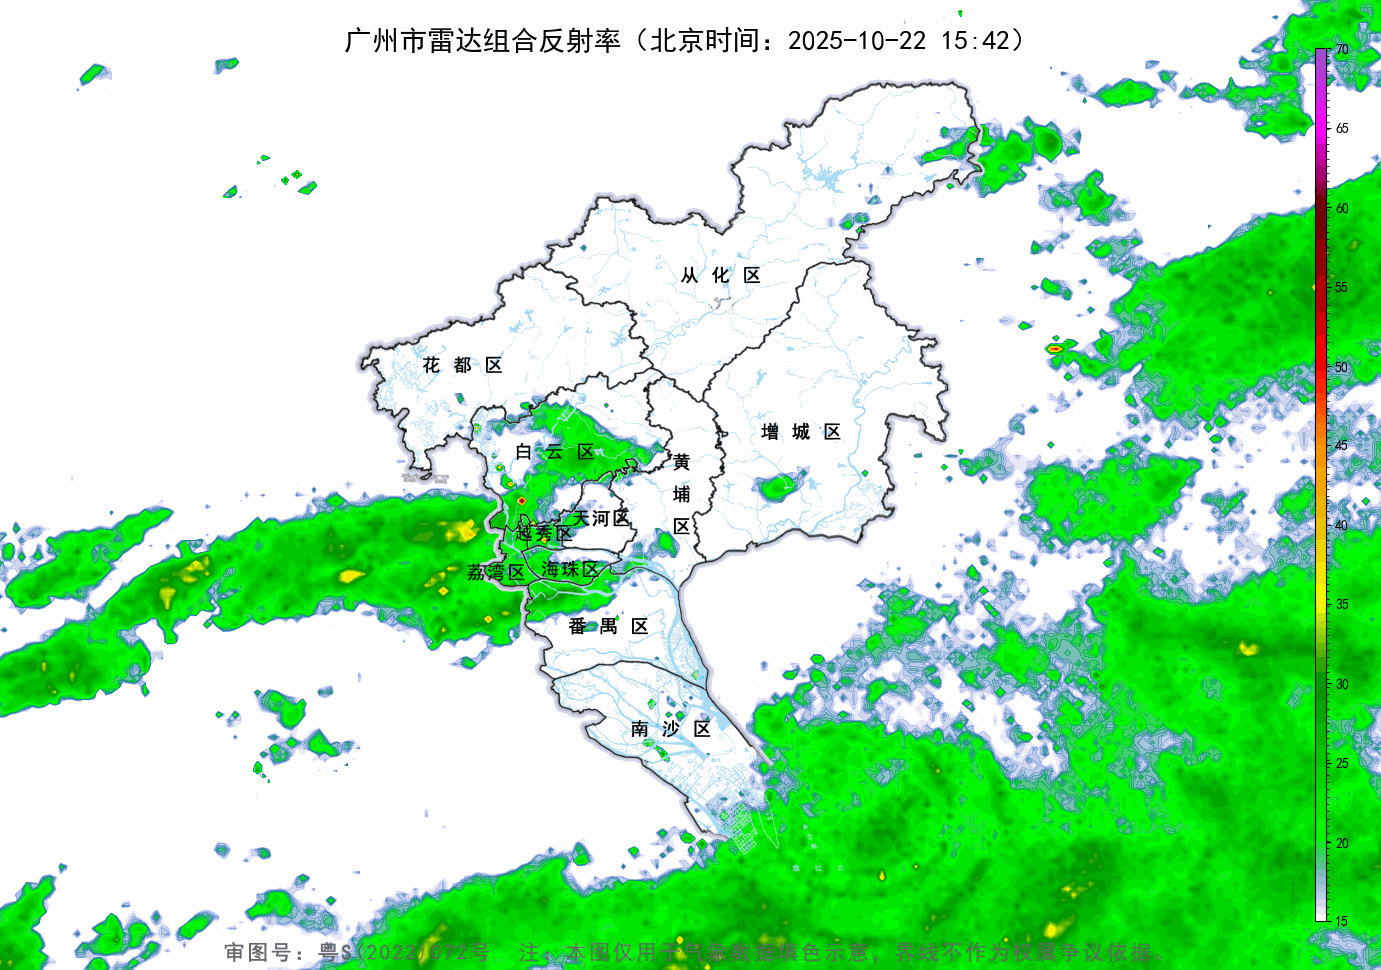 广州市雷达组合反射率（北京时间：2025-10-22 15:42）
70
65
60
55
50
45
40
35
30
25
20
15
从化区
花都区
增城区
白云区
黄埔区
天河区
越秀区
海珠区
荔湾区
番禺区
南沙区
审图号：粤S(2022)072号 注：本图仅用于气象数据填色示意，界线不作为权属争议依据。